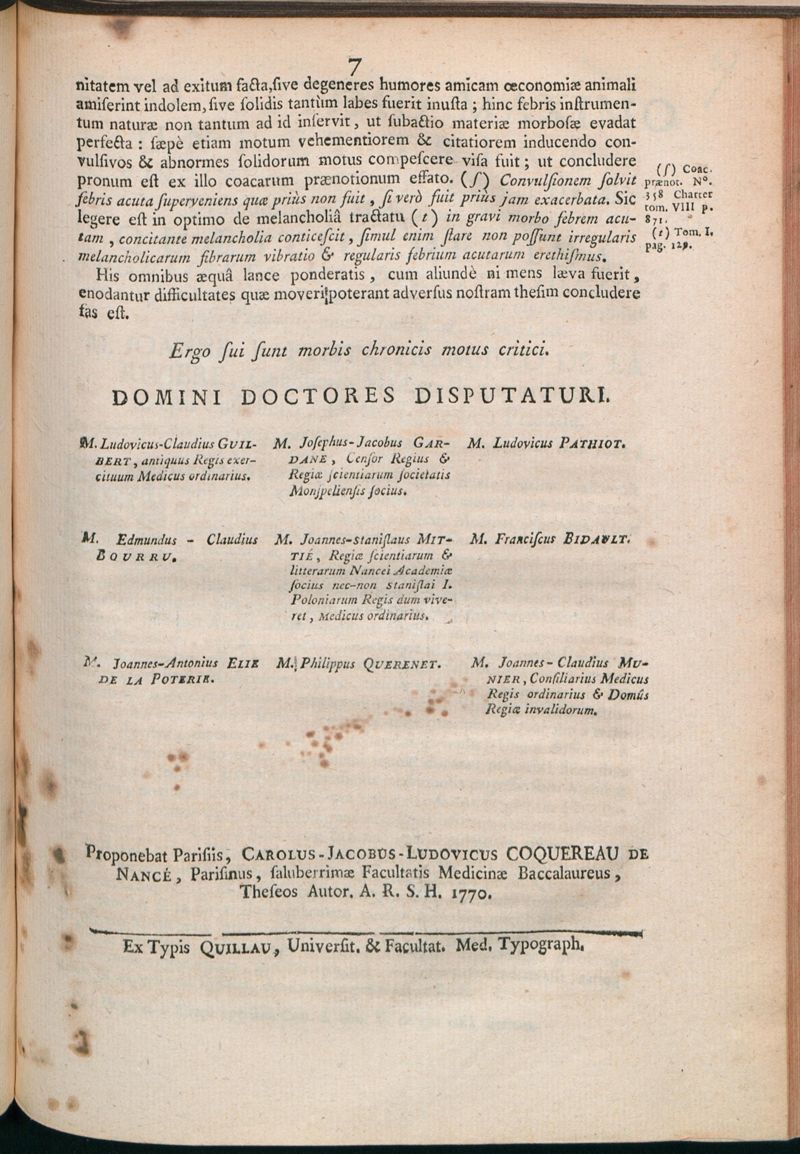 7
nitatem vel ad exitum facta,ſive degeneres humores amicam œconomiæ animali
amiſerint indolem, ſive ſolidis tantùm labes fuerit inuſta ; hinc febris inſtrumen-
tum naturæ non tantum ad id inſervit, ut ſubactio materiæ morboſæ evadat
perfecta : ſæpè etiam motum vehementiorem & citatiorem inducendo con-
vulſivos & abnormes ſolidorum motus compeſcere viſa fuit ; ut concludere
pronum eſt ex illo coacarum prænotionum effato. (ſ) Convulſionem ſolvit
febris acuta ſuperveniens quæ priùs non fuit, ſi verò fuit priùs jam exacerbata. Sic
legere eſt in optimo de melancholiâ tractatu (t) in gravi morbo febrem acu-
tam, concitante melancholia conticeſcit, ſimul enim ſtare non poſſunt irregularis
melancholicarum fibrarum vibratio & regularis febrium acutarum erethiſmus.
(ſ) Coac.
prænot. N°.
358 Charter
tom. VIII p.
871.
(t) Tom. I.
pag. 129.
His omnibus æquâ lance ponderatis, cum aliundè ni mens læva fuerit,
enodantur difficultates quæ moveri poterant adverſus noſtram theſim concludere
fas eſt.
Ergo ſui ſunt morbis chronicis motus critici.
DOMINI DOCTORES DISPUTATURI.
M. Ludovicus-Claudius GUIL-
BERT, antiquus Regis exer-
cituum Medicus ordinarius.
M. Joſephus-Jacobus GAR-
DANE, Cenſor Regius &
Regiæ ſcientiarum ſocietatis
Monſpelienſis ſocius.
M. Ludovicus PATHIOT.
M. Edmundus - Claudius
BOURRU.
M. Joannes-Staniſlaus MIT-
TIÉ, Regiæ ſcientiarum &
litterarum Nancei Academiæ
ſocius nec-non Staniſlai I.
Poloniarum Regis dum vive-
ret, Medicus ordinarius.
M. Franciſcus BIDAULT.
M. Joannes-Antonius ELIE
DE LA POTERIE.
M. Philippus QUERENET.
M. Joannes-Claudius MU-
NIER, Conſiliarius Medicus
Regis ordinarius & Domûs
Regiæ invalidorum.
Proponebat Pariſiis, CAROLUS-JACOBUS-LUDOVICUS COQUEREAU DE
NANCÉ, Pariſinus, ſaluberrimæ Facultatis Medicinæ Baccalaureus,
Theſeos Autor. A. R. S. H. 1770.
Ex Typis QUILLAU, Univerſit. & Facultat. Med. Typograph.